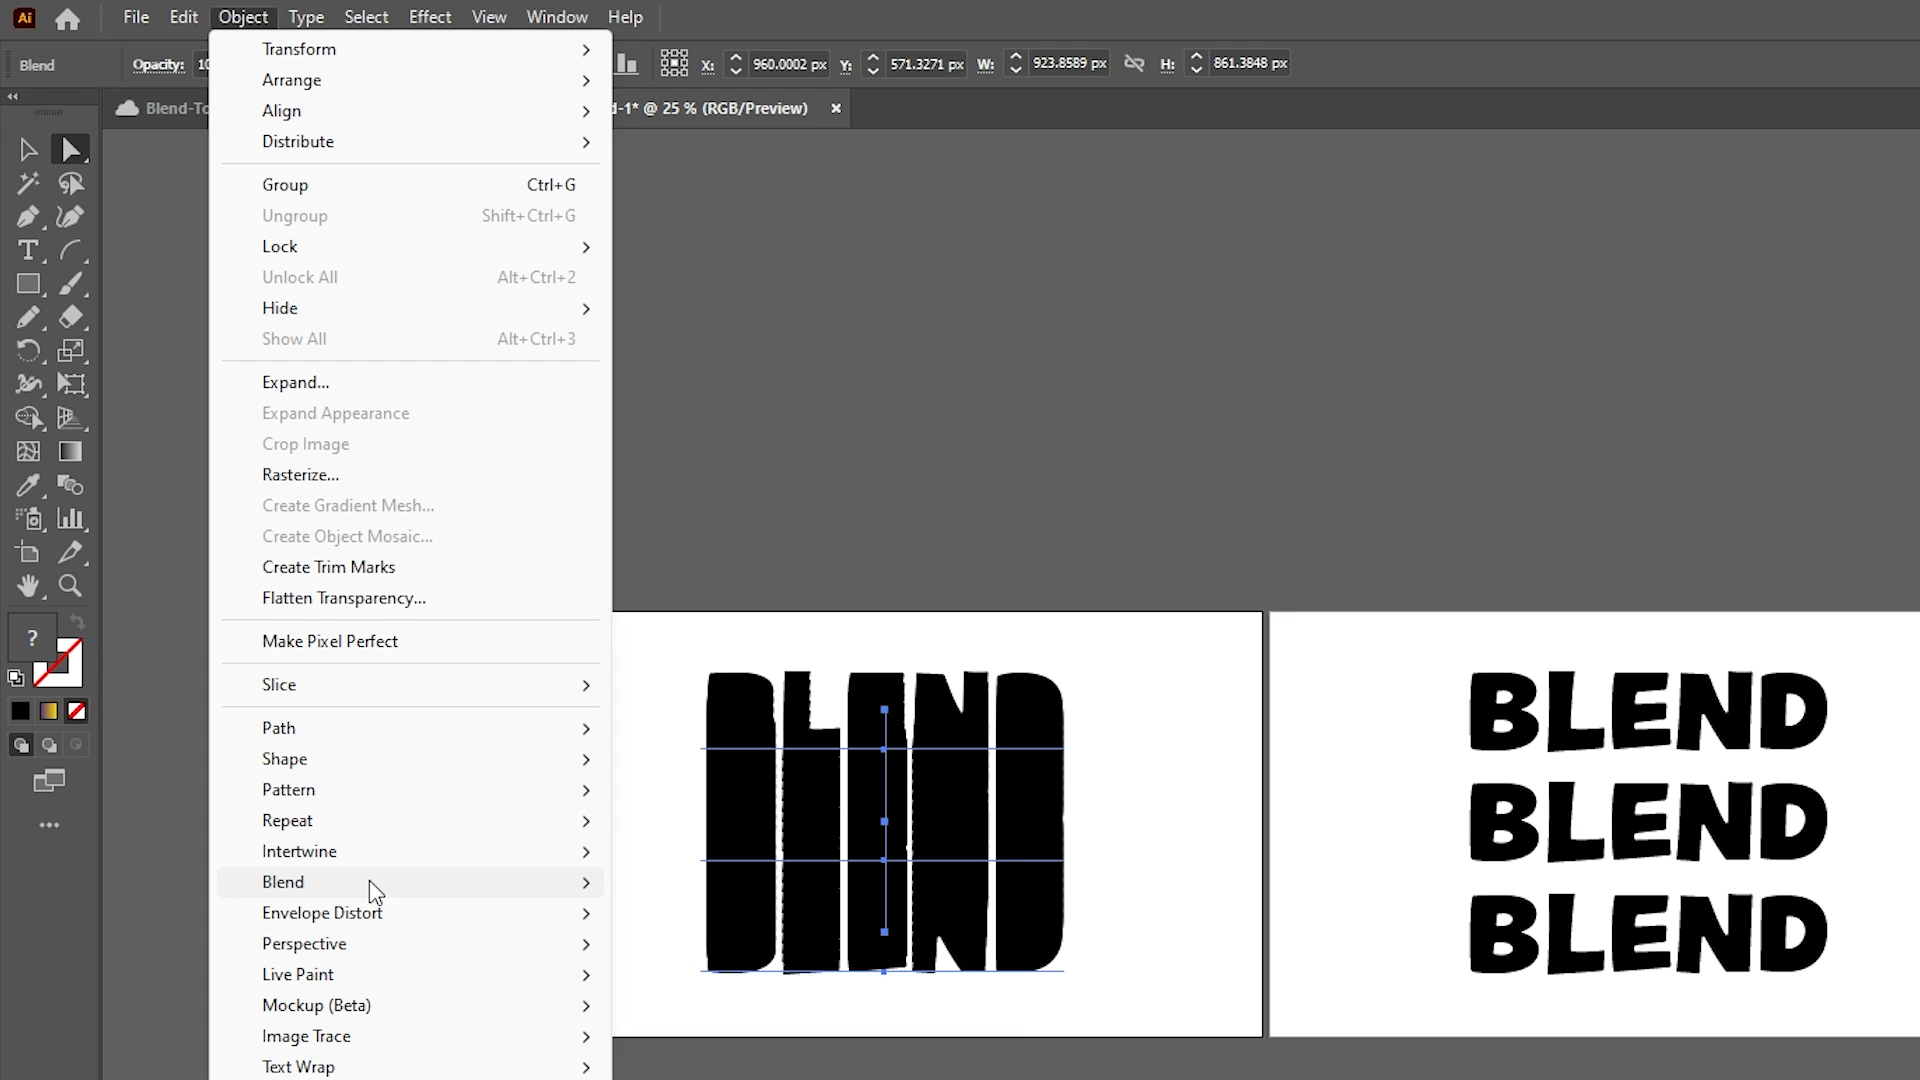 Ai File Edit Object Type Select Effect View Window Help
Blend Opacity: 10 X: 960.0002 px Y: 571.3271 px W: 923.8589 px H: 861.3848 px
Blend-To d-1* @ 25 % (RGB/Preview) ×
Transform
Arrange
Align
Distribute
Group Ctrl+G
Ungroup Shift+Ctrl+G
Lock
Unlock All Alt+Ctrl+2
Hide
Show All Alt+Ctrl+3
Expand...
Expand Appearance
Crop Image
Rasterize...
Create Gradient Mesh...
Create Object Mosaic...
Create Trim Marks
Flatten Transparency...
Make Pixel Perfect
Slice
Path
Shape
Pattern
Repeat
Intertwine
Blend
Envelope Distort
Perspective
Live Paint
Mockup (Beta)
Image Trace
Text Wrap
?
BLEND
BLEND
BLEND
BLEND